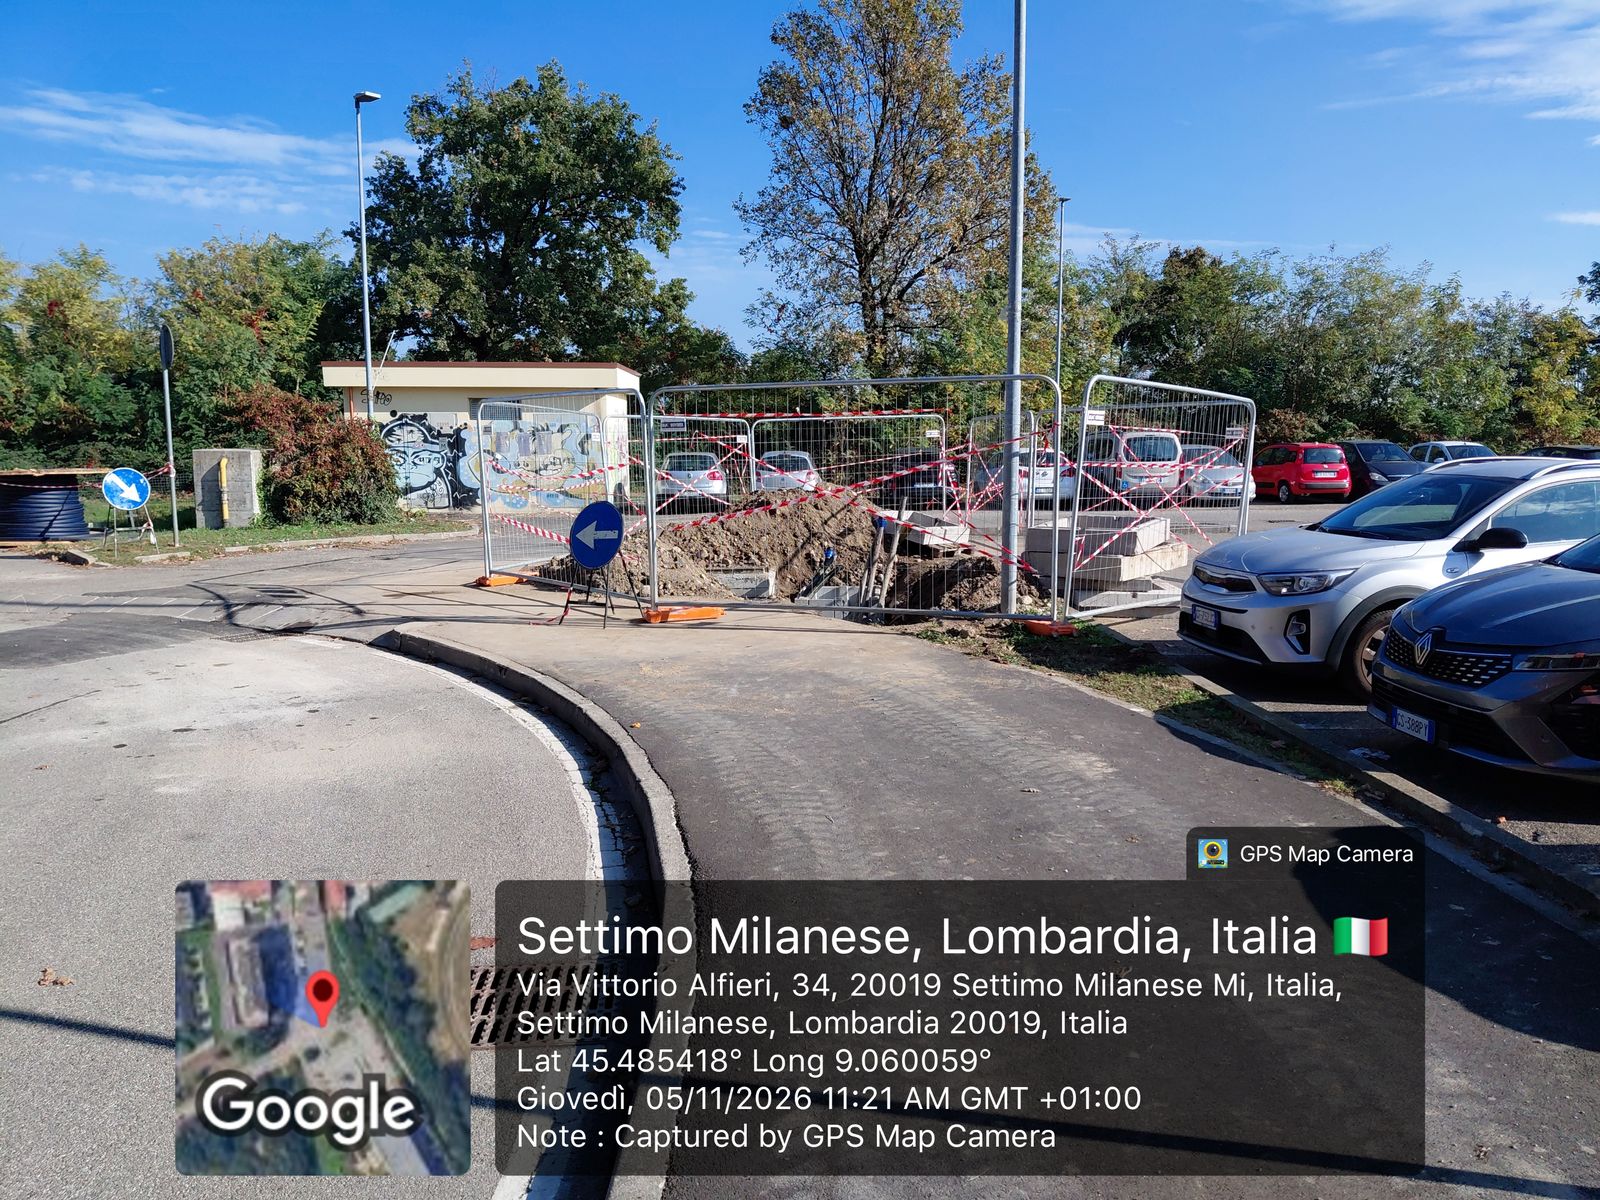 GPS Map Camera
Settimo Milanese, Lombardia, Italia
Via Vittorio Alfieri, 34, 20019 Settimo Milanese Mi, Italia,
Settimo Milanese, Lombardia 20019, Italia
Lat 45.485418° Long 9.060059°
Giovedì, 05/11/2026 11:21 AM GMT +01:00
Note : Captured by GPS Map Camera
Google